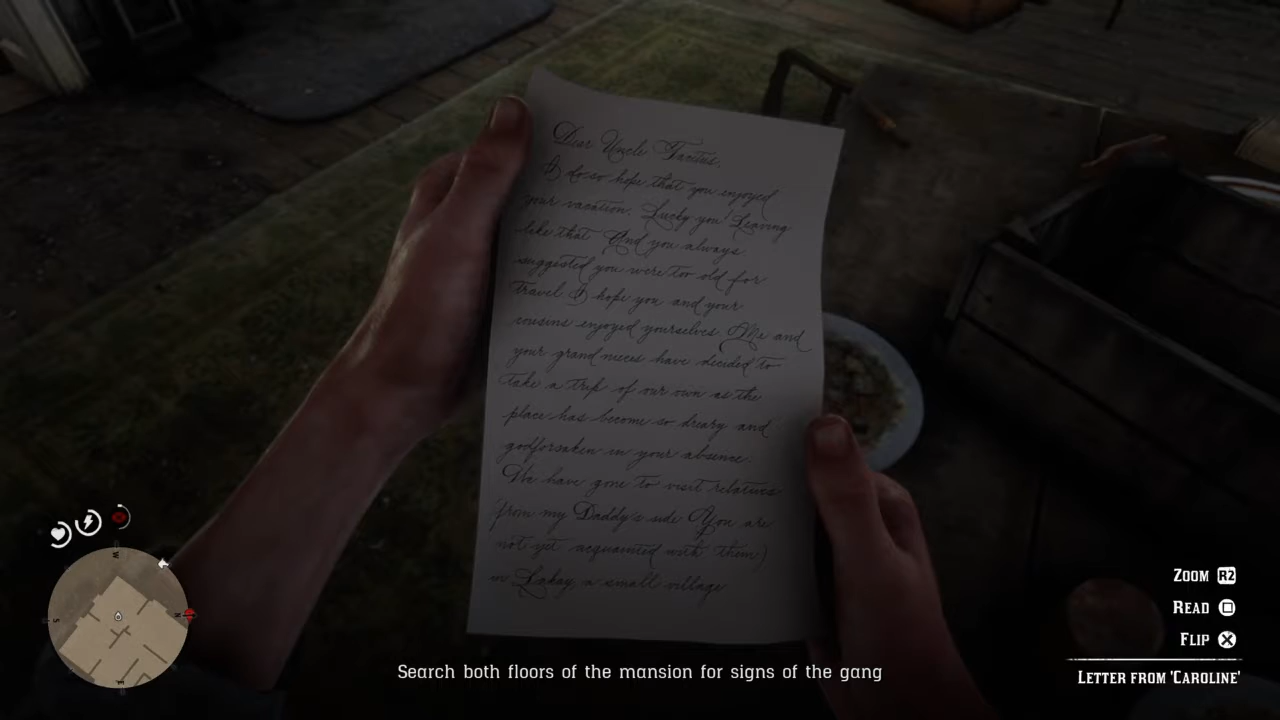 Dear Uncle Tacitus,
I do so hope that you enjoyed
your vacation. Lucky you! Leaving
like that. And you always
suggested you were too old for
travel. I hope you and your
cousins enjoyed yourselves. Me and
your grand nieces have decided to
take a trip of our own as the
place has become so dreary and
godforsaken in your absence.
We have gone to visit relatives
from my Daddy's side (you are
not yet acquainted with them)
in Lakay, a small village
Search both floors of the mansion for signs of the gang
ZOOM R2
READ
FLIP
LETTER FROM 'CAROLINE'